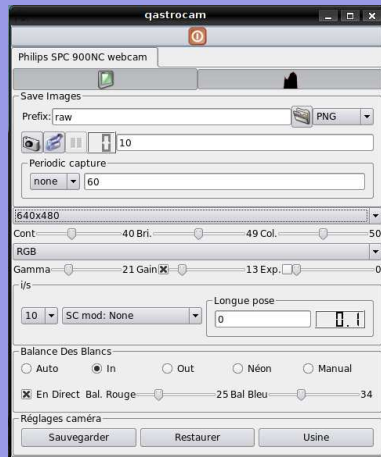 qastrocam
Philips SPC 900NC webcam
Save Images
Prefix: raw PNG
0 10
Periodic capture
none 60
640x480
Cont 40 Bri. 49 Col. 50
RGB
Gamma 21 Gain 13 Exp. 0
i/s
Longue pose
10 SC mod: None 0 0.1
Balance Des Blancs
Auto In Out Néon Manual
En Direct Bal. Rouge 25 Bal Bleu 34
Réglages caméra
Sauvegarder Restaurer Usine